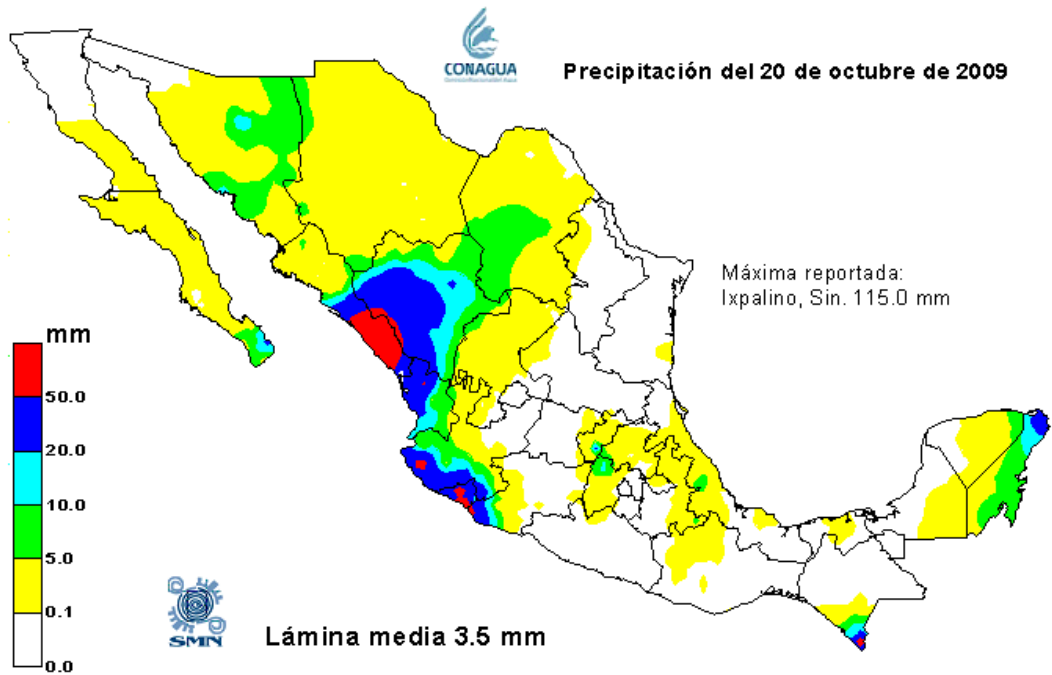 CONAGUA
Precipitación del 20 de octubre de 2009
Máxima reportada:
Ixpalino, Sin. 115.0 mm
mm
50.0
20.0
10.0
5.0
0.1
0.0
SMN
Lámina media 3.5 mm